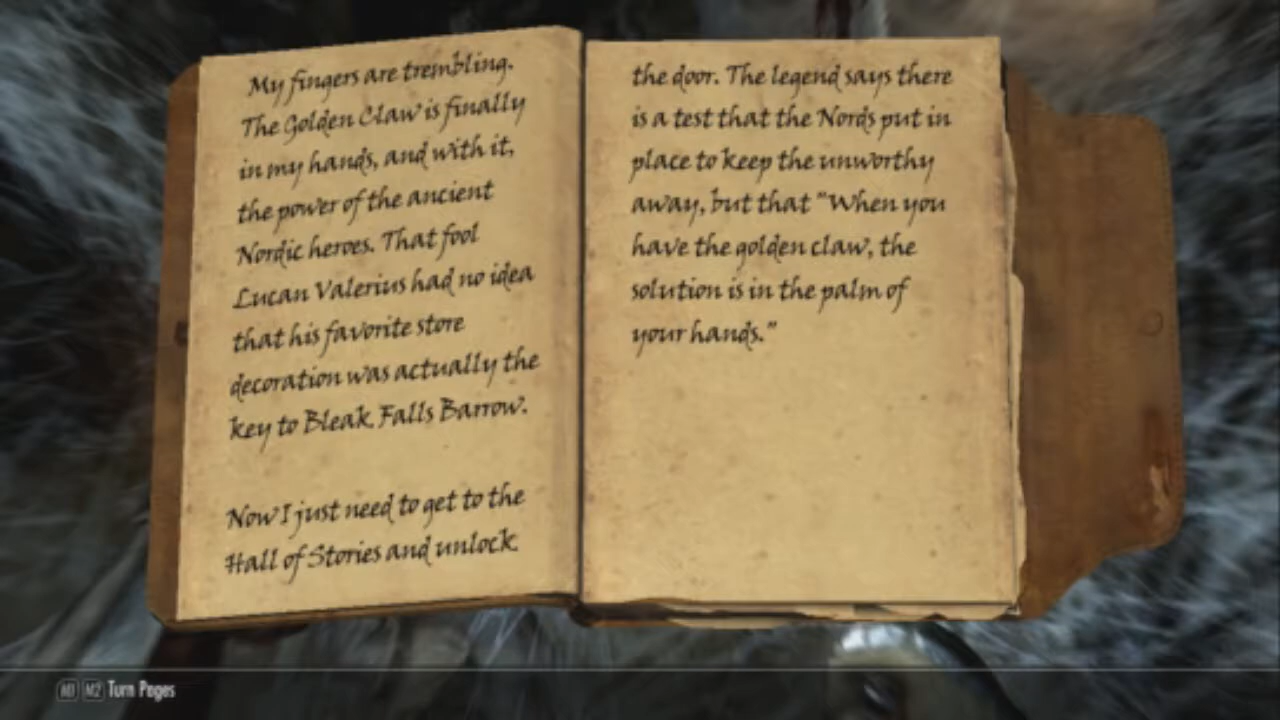 My fingers are trembling.
The Golden Claw is finally
in my hands, and with it,
the power of the ancient
Nordic heroes. That fool
Lucan Valerius had no idea
that his favorite store
decoration was actually the
key to Bleak Falls Barrow.
Now I just need to get to the
Hall of Stories and unlock
the door. The legend says there
is a test that the Nords put in
place to keep the unworthy
away, but that "When you
have the golden claw, the
solution is in the palm of
your hands."
M1 M2 Turn Pages